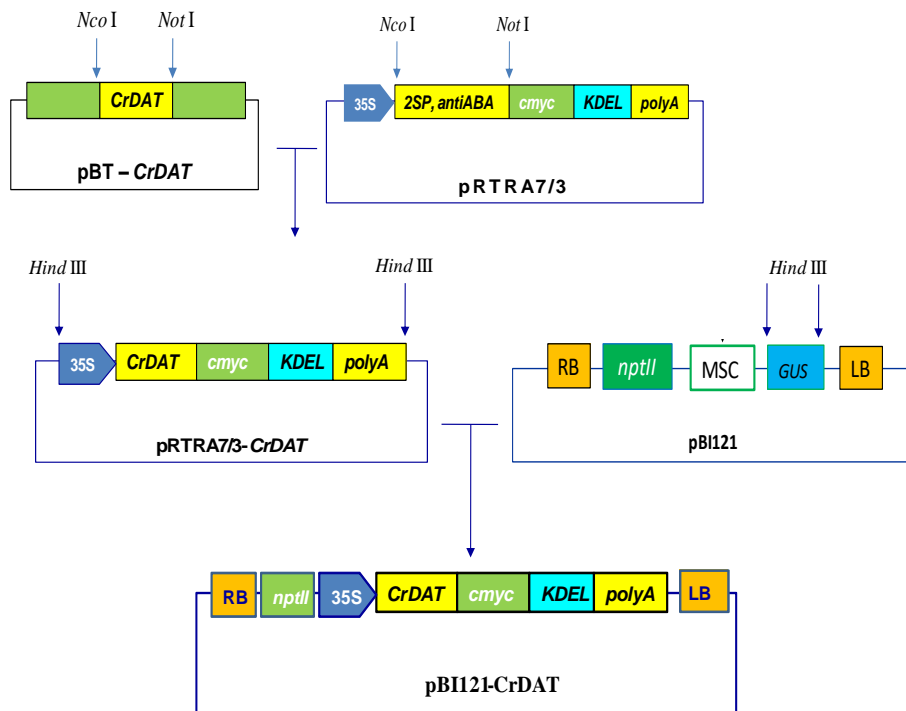 Nco I Not I
Nco I Not I
CrDAT
35S 2SP, antiABA cmyc KDEL polyA
pBT – CrDAT
pRTRA7/3
Hind III Hind III
Hind III
35S CrDAT cmyc KDEL polyA
RB nptII MSC GUS LB
pRTRA7/3-CrDAT
pBI121
RB nptII 35S CrDAT cmyc KDEL polyA LB
pBI121-CrDAT